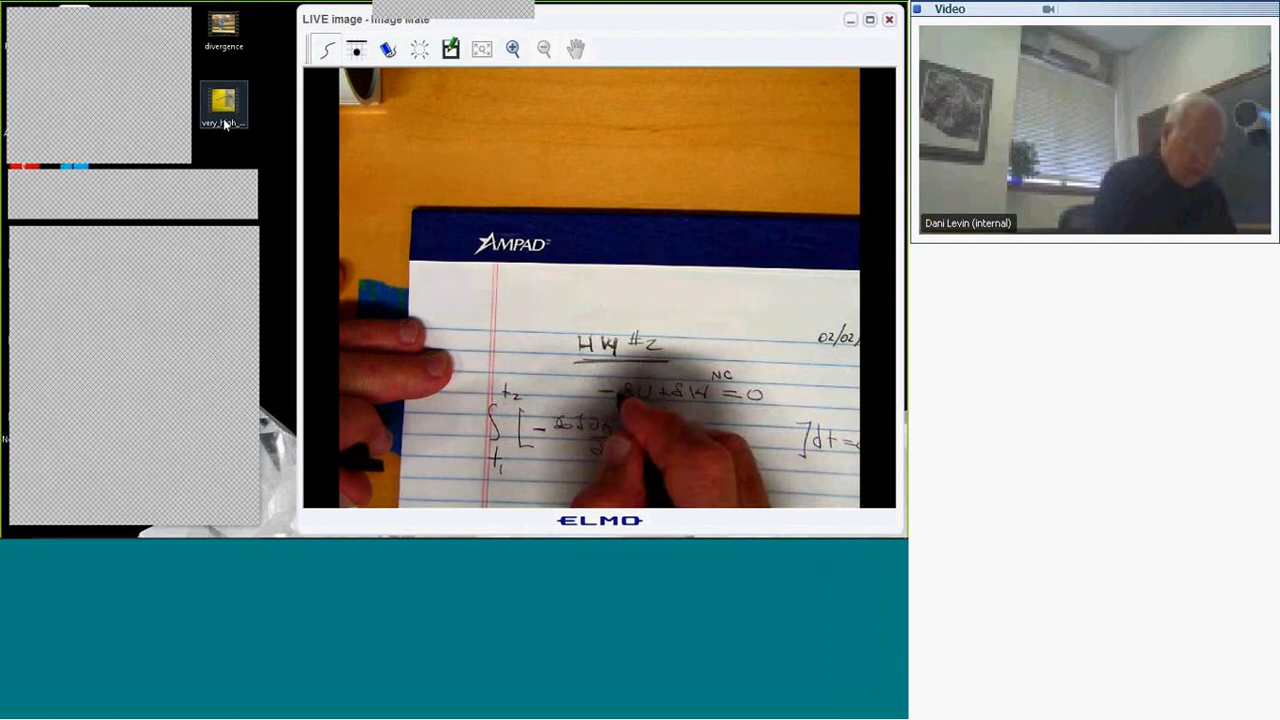 LIVE image - Image Mate
Video
divergence
very_high_...
Dani Levin (internal)
AMPAD
HW #2
02/02/
NC
- δU + δW = 0
t2
∫ [ -
] dt =
t1
ELMO